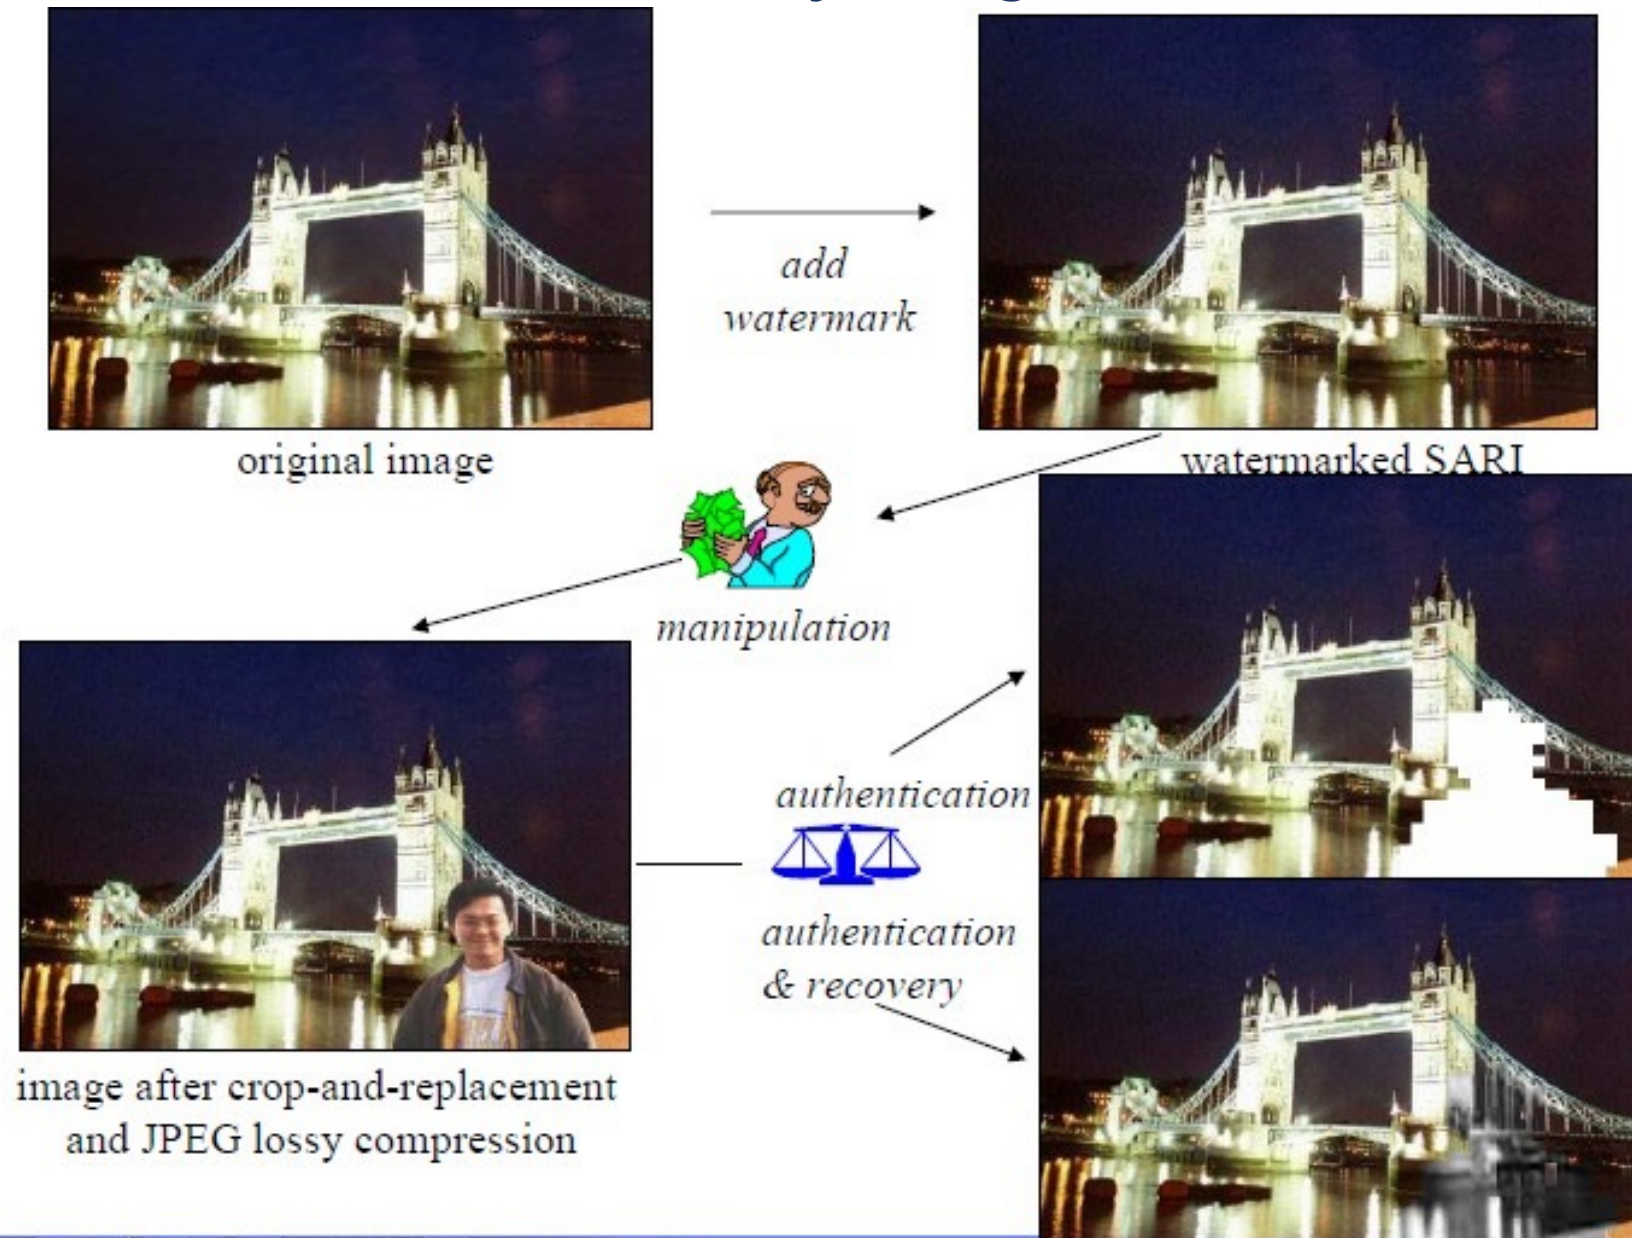 add
watermark
original image
watermarked SARI
manipulation
authentication
authentication
& recovery
image after crop-and-replacement
and JPEG lossy compression